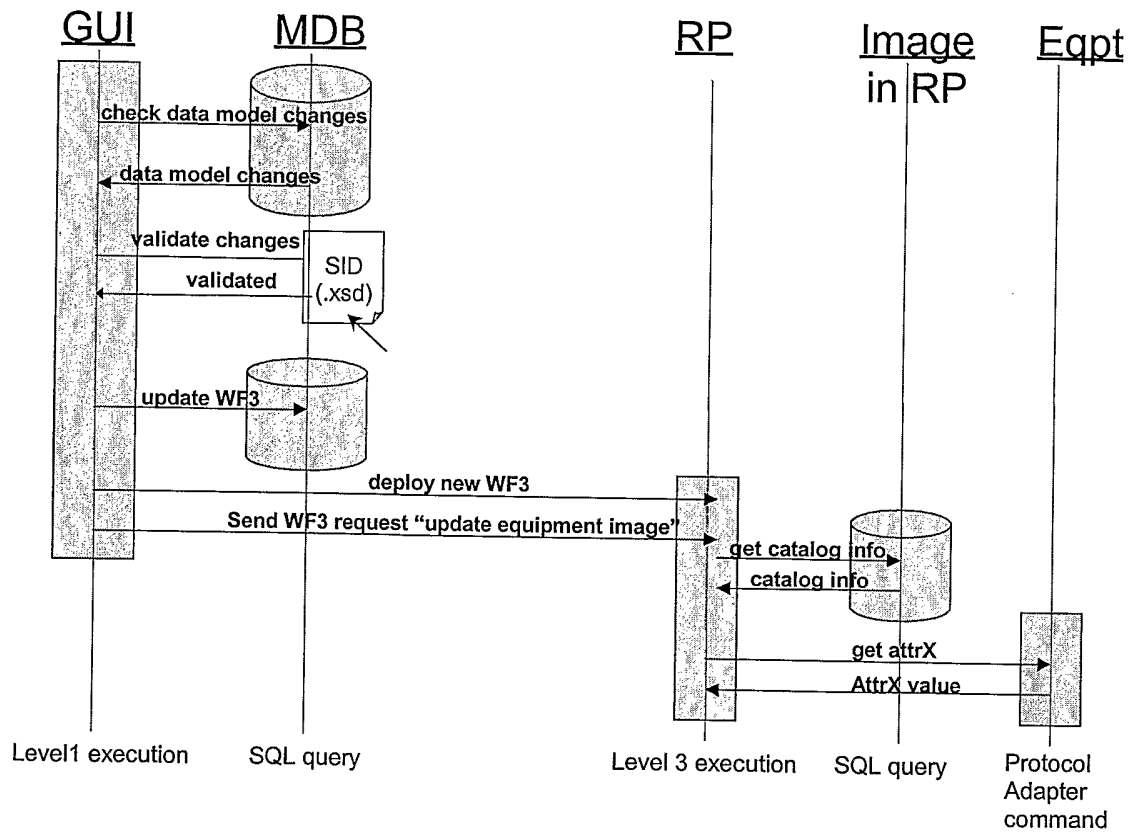 GUI
MDB
RP
Image
in RP
Eqpt
check data model changes
data model changes
validate changes
validated
SID
(.xsd)
update WF3
deploy new WF3
Send WF3 request “update equipment image”
get catalog info
catalog info
get attrX
AttrX value
Level1 execution
SQL query
Level 3 execution
SQL query
Protocol
Adapter
command